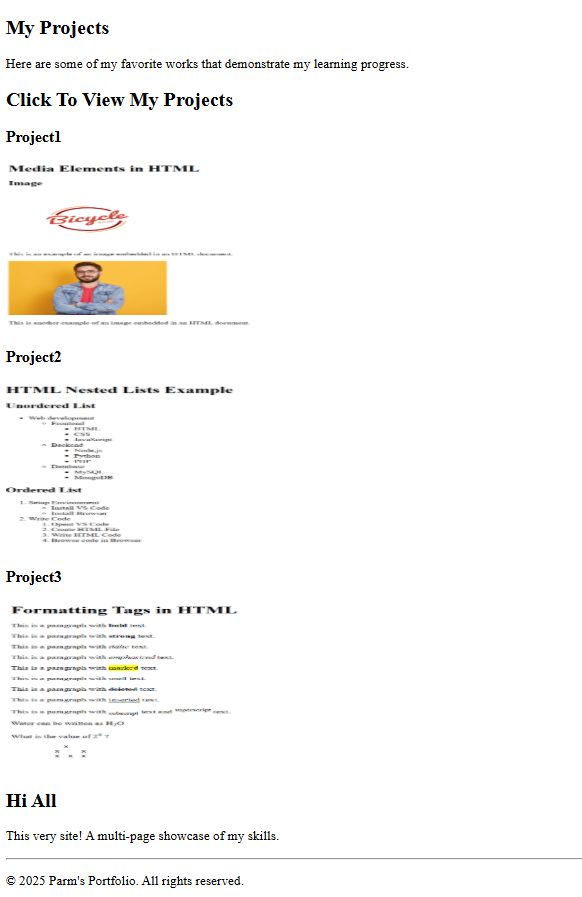 My Projects
Here are some of my favorite works that demonstrate my learning progress.
Click To View My Projects
Project1
Media Elements in HTML
Image
Bicycle
This is an example of an image embedded in an HTML document.
This is another example of an image embedded in an HTML document.
Project2
HTML Nested Lists Example
Unordered List
Web development
Frontend
HTML
CSS
JavaScript
Backend
Node.js
Python
PHP
Database
MySQL
MongoDB
Ordered List
1. Setup Environment
Install VS Code
Install Browser
2. Write Code
1. Open VS Code
2. Create HTML File
3. Write HTML Code
4. Browse code in Browser
Project3
Formatting Tags in HTML
This is a paragraph with bold text.
This is a paragraph with strong text.
This is a paragraph with italic text.
This is a paragraph with emphasized text.
This is a paragraph with text.
This is a paragraph with small text.
This is a paragraph with deleted text.
This is a paragraph with inserted text.
This is a paragraph with subscript text and superscript text.
Water can be written as H₂O
What is the value of 2 ?
Hi All
This very site! A multi-page showcase of my skills.
© 2025 Parm's Portfolio. All rights reserved.